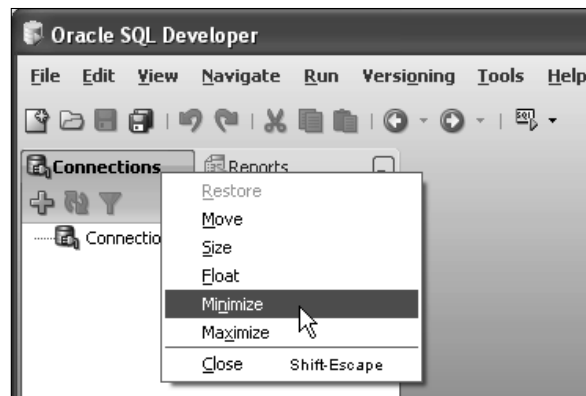 Oracle SQL Developer
File Edit View Navigate Run Versioning Tools Help
SQL
Connections Reports
Connectio
Restore
Move
Size
Float
Minimize
Maximize
Close Shift-Escape